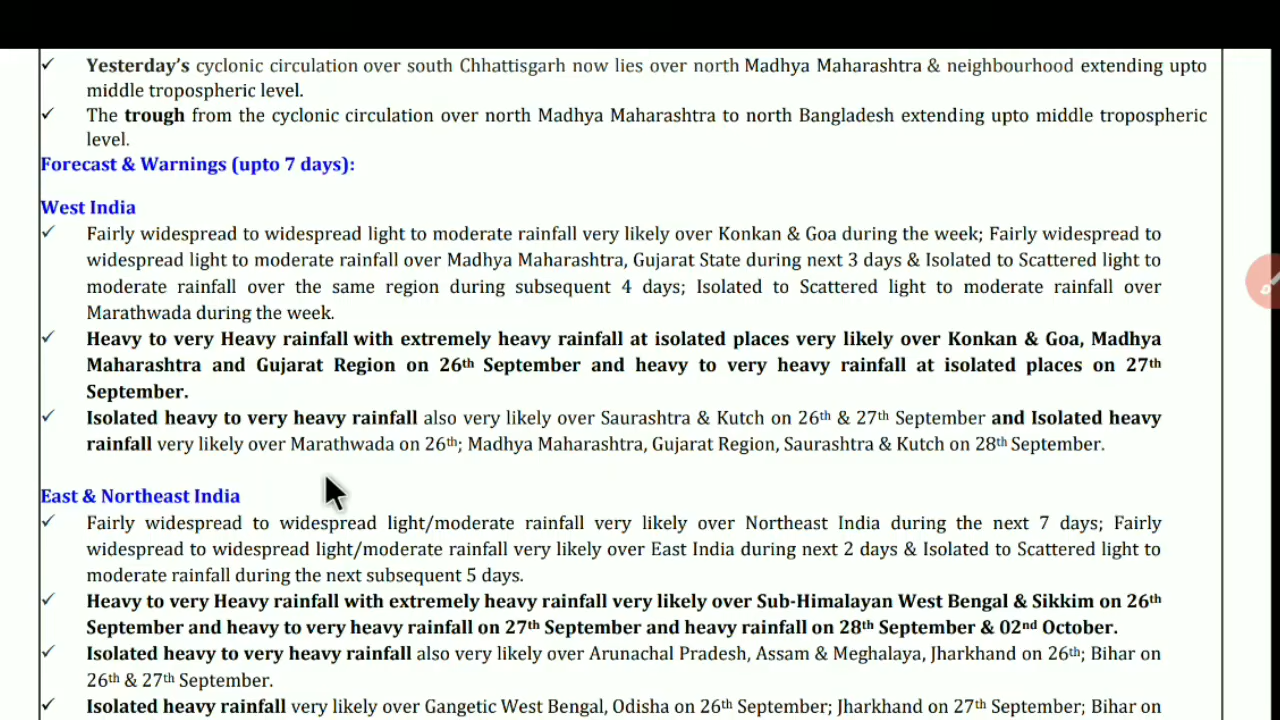 ✓ Yesterday's cyclonic circulation over south Chhattisgarh now lies over north Madhya Maharashtra & neighbourhood extending upto
middle tropospheric level.
✓ The trough from the cyclonic circulation over north Madhya Maharashtra to north Bangladesh extending upto middle tropospheric
level.
Forecast & Warnings (upto 7 days):
West India
✓ Fairly widespread to widespread light to moderate rainfall very likely over Konkan & Goa during the week; Fairly widespread to
widespread light to moderate rainfall over Madhya Maharashtra, Gujarat State during next 3 days & Isolated to Scattered light to
moderate rainfall over the same region during subsequent 4 days; Isolated to Scattered light to moderate rainfall over
Marathwada during the week.
✓ Heavy to very Heavy rainfall with extremely heavy rainfall at isolated places very likely over Konkan & Goa, Madhya
Maharashtra and Gujarat Region on 26th September and heavy to very heavy rainfall at isolated places on 27th
September.
✓ Isolated heavy to very heavy rainfall also very likely over Saurashtra & Kutch on 26th & 27th September and Isolated heavy
rainfall very likely over Marathwada on 26th; Madhya Maharashtra, Gujarat Region, Saurashtra & Kutch on 28th September.
East & Northeast India
✓ Fairly widespread to widespread light/moderate rainfall very likely over Northeast India during the next 7 days; Fairly
widespread to widespread light/moderate rainfall very likely over East India during next 2 days & Isolated to Scattered light to
moderate rainfall during the next subsequent 5 days.
✓ Heavy to very Heavy rainfall with extremely heavy rainfall very likely over Sub-Himalayan West Bengal & Sikkim on 26th
September and heavy to very heavy rainfall on 27th September and heavy rainfall on 28th September & 02nd October.
✓ Isolated heavy to very heavy rainfall also very likely over Arunachal Pradesh, Assam & Meghalaya, Jharkhand on 26th; Bihar on
26th & 27th September.
✓ Isolated heavy rainfall very likely over Gangetic West Bengal, Odisha on 26th September; Jharkhand on 27th September; Bihar on